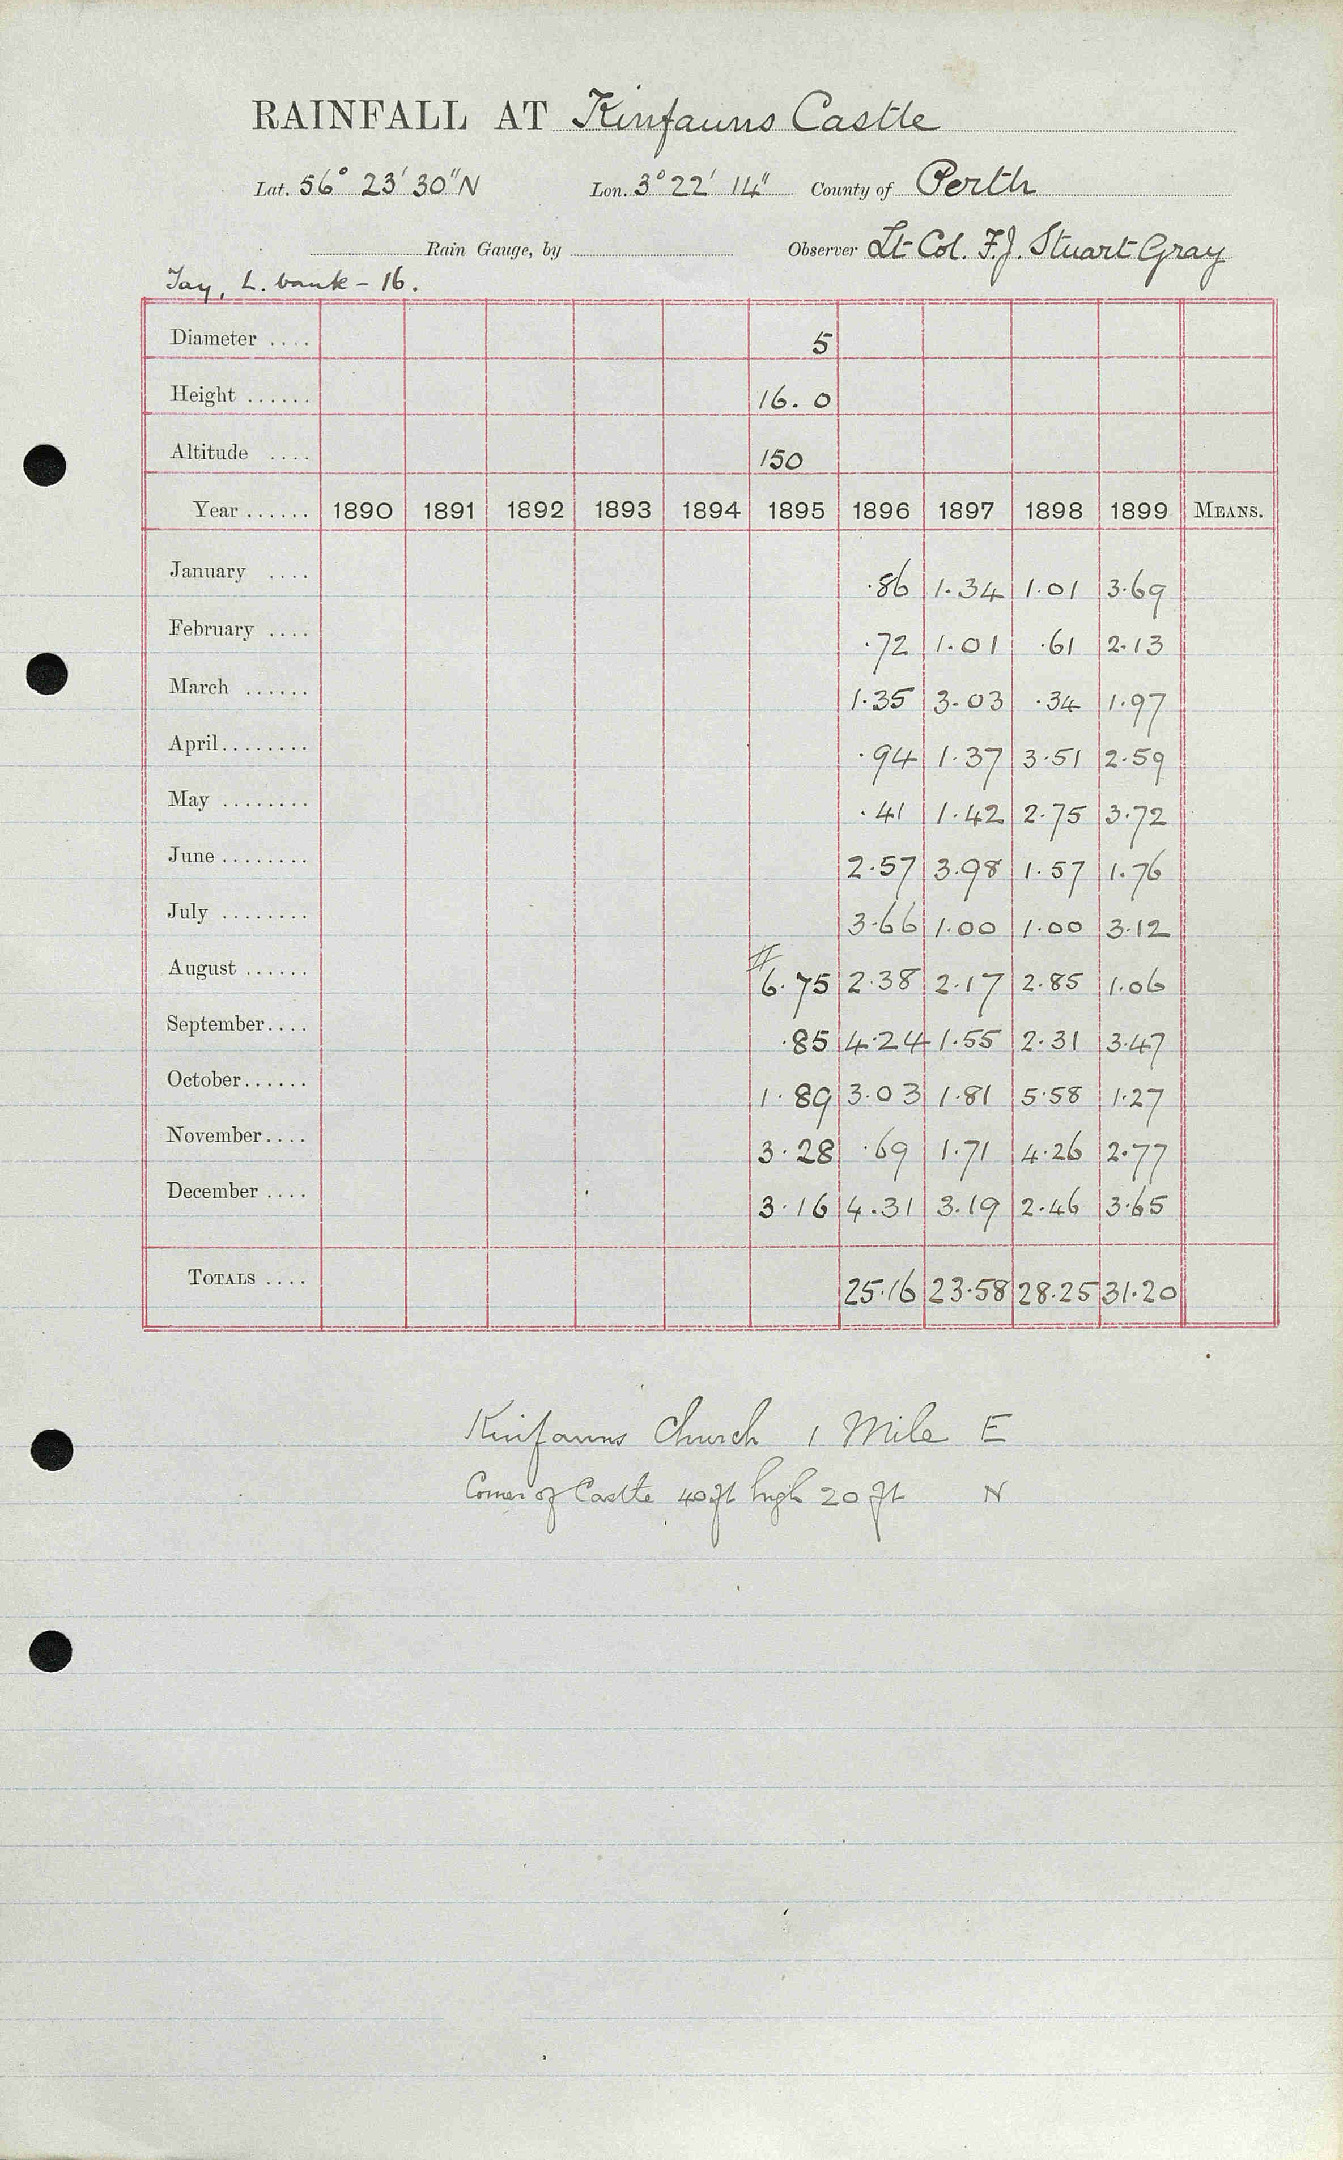 RAINFALL AT Kinfauns Castle
Lat. 56° 23' 30" N Lon. 3° 22' 14" County of Perth
Rain Gauge, by Observer Lt Col. F.J. Stuart Gray
Tay, L. bank - 16.
Diameter .... 5
Height ...... 16. 0
Altitude .... 150
Year ...... 1890 1891 1892 1893 1894 1895 1896 1897 1898 1899 MEANS.
January .... .86 1.34 1.01 3.69
February .... .72 1.01 .61 2.13
March ...... 1.35 3.03 .34 1.97
April........ .94 1.37 3.51 2.59
May ........ .41 1.42 2.75 3.72
June ........ 2.57 3.98 1.57 1.76
July ........ 3.66 1.00 1.00 3.12
August ...... 6.75 2.38 2.17 2.85 1.06
September.... .85 4.24 1.55 2.31 3.47
October...... 1.89 3.03 1.81 5.58 1.27
November.... 3.28 .69 1.71 4.26 2.77
December .... 3.16 4.31 3.19 2.46 3.65
TOTALS .... 25.16 23.58 28.25 31.20
Kinfauns Church 1 Mile E
Corner of Castle 40 ft high 20 ft N